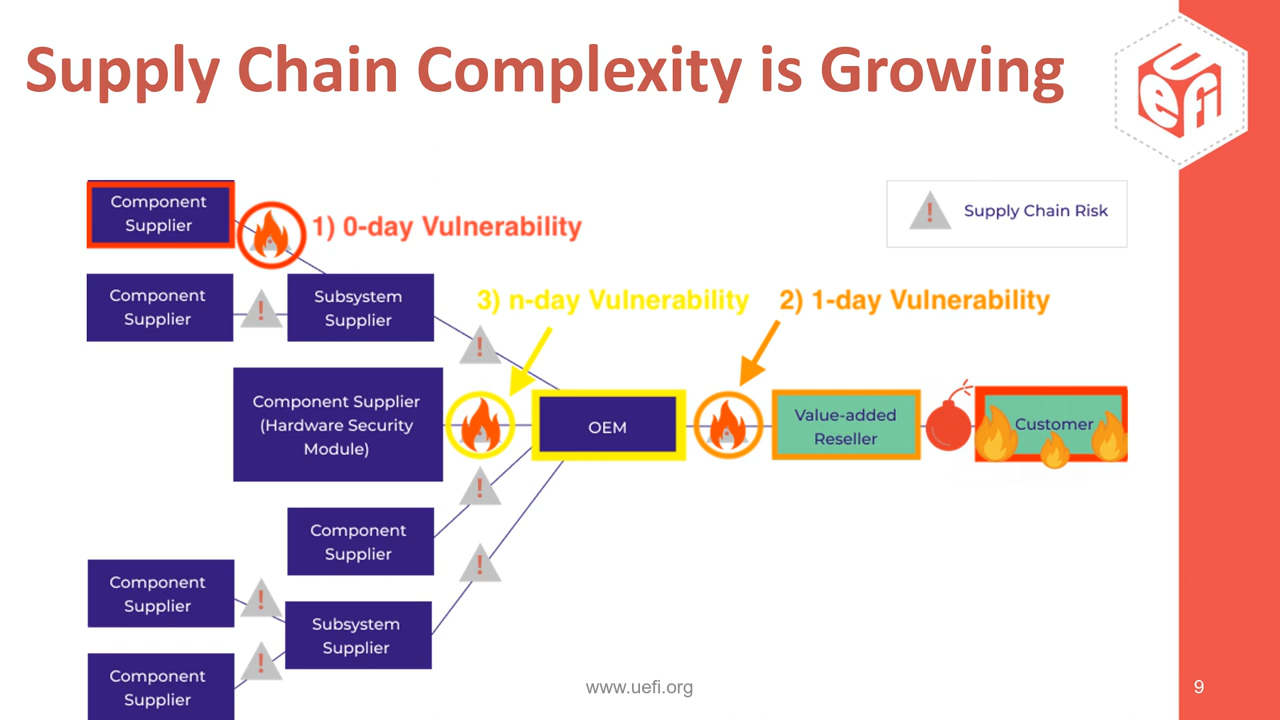 Supply Chain Complexity is Growing
uefi
Component
Supplier
1) 0-day Vulnerability
! Supply Chain Risk
Component
Supplier
!
Subsystem
Supplier
3) n-day Vulnerability
2) 1-day Vulnerability
!
Component Supplier
(Hardware Security
Module)
OEM
Value-added
Reseller
Customer
!
Component
Supplier
!
Component
Supplier
!
Subsystem
Supplier
!
Component
Supplier
www.uefi.org
9